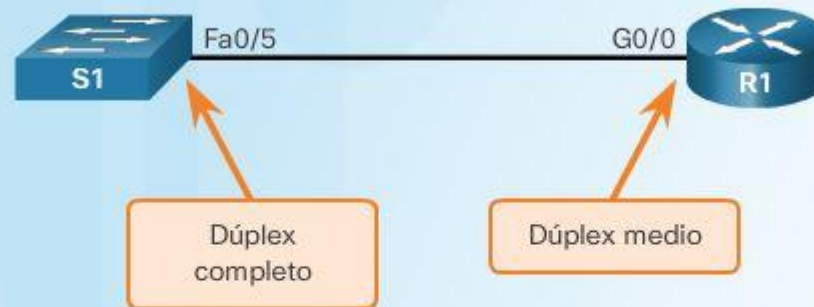 Fa0/5
G0/0
S1
R1
Dúplex
completo
Dúplex medio